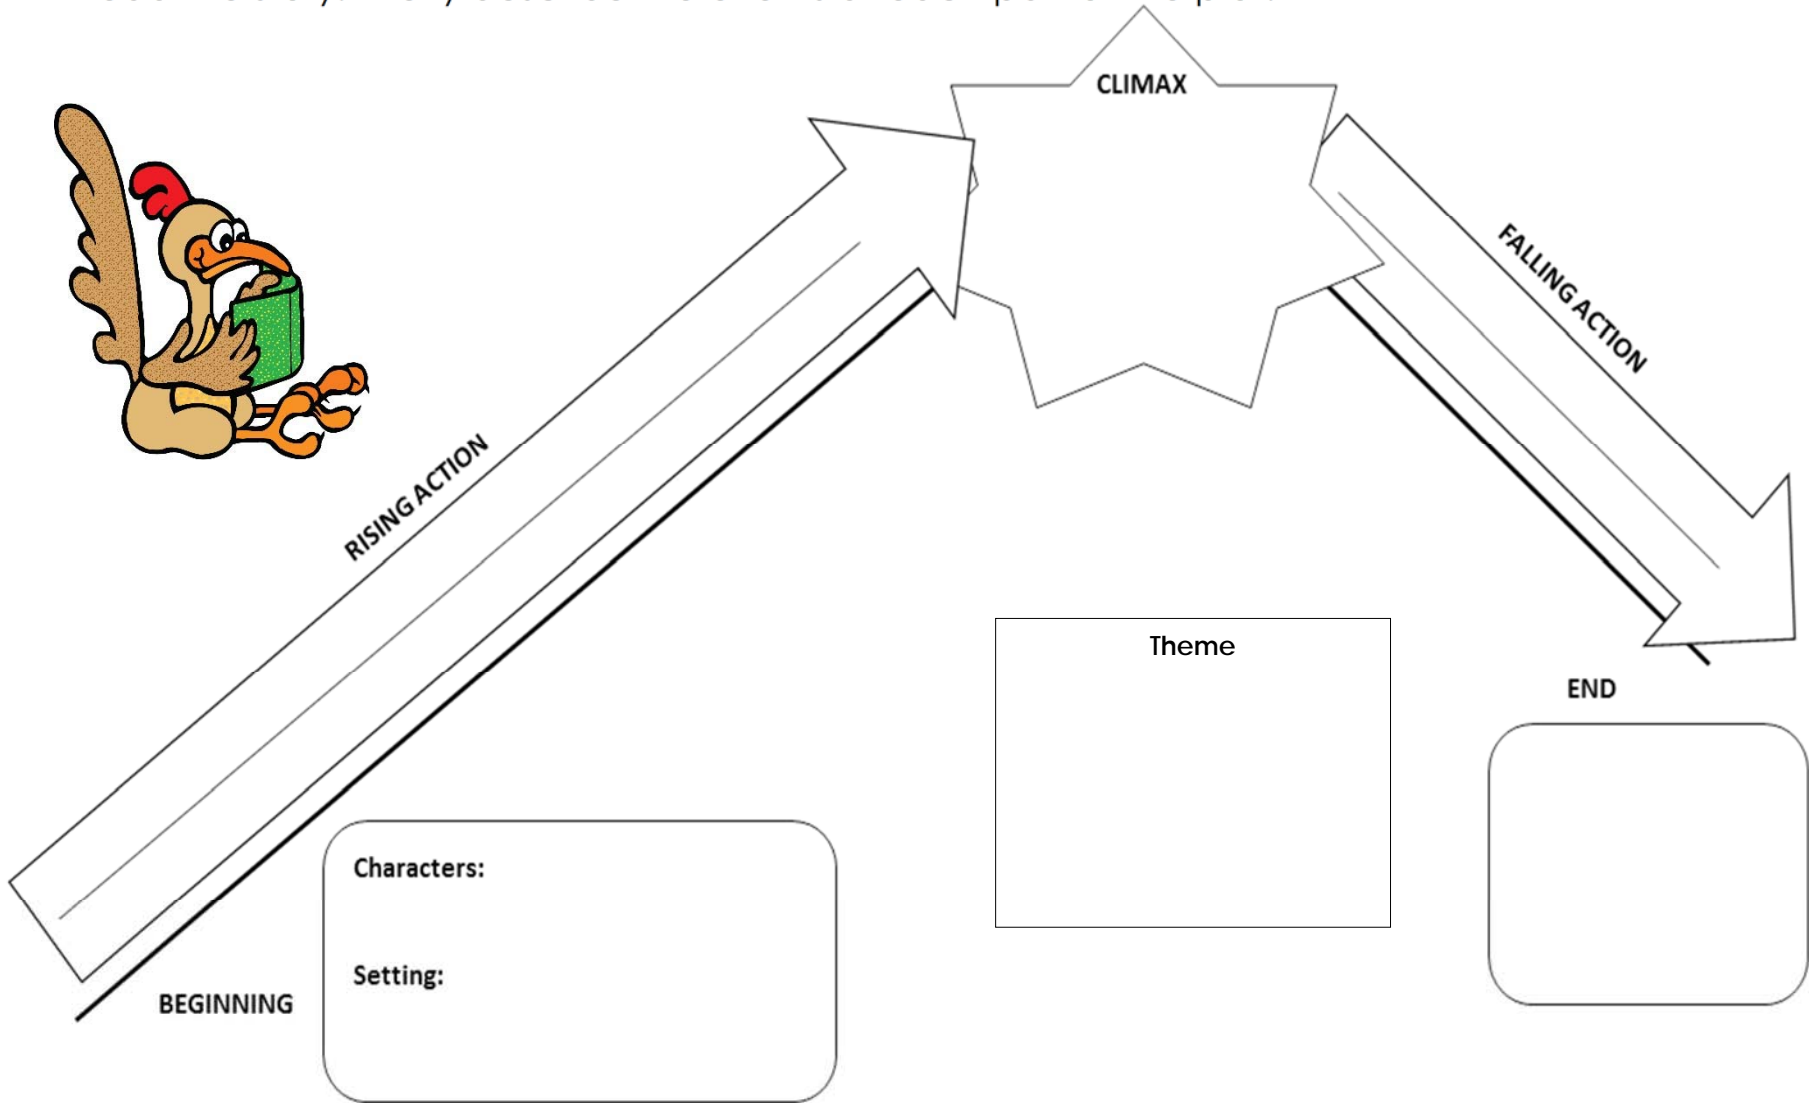 CLIMAX
FALLING ACTION
RISING ACTION
Theme
END
Characters:
Setting:
BEGINNING